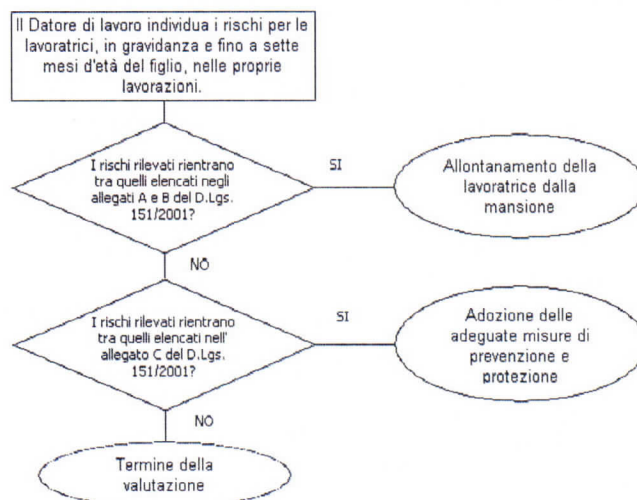 Il Datore di lavoro individua i rischi per le
lavoratrici, in gravidanza e fino a sette
mesi d'età del figlio, nelle proprie
lavorazioni.
I rischi rilevati rientrano
tra quelli elencati negli
allegati A e B del D.Lgs.
151/2001?
SI
Allontanamento della
lavoratrice dalla
mansione
NO
I rischi rilevati rientrano
tra quelli elencati nell'
allegato C del D.Lgs.
151/2001?
SI
Adozione delle
adeguate misure di
prevenzione e
protezione
NO
Termine della
valutazione